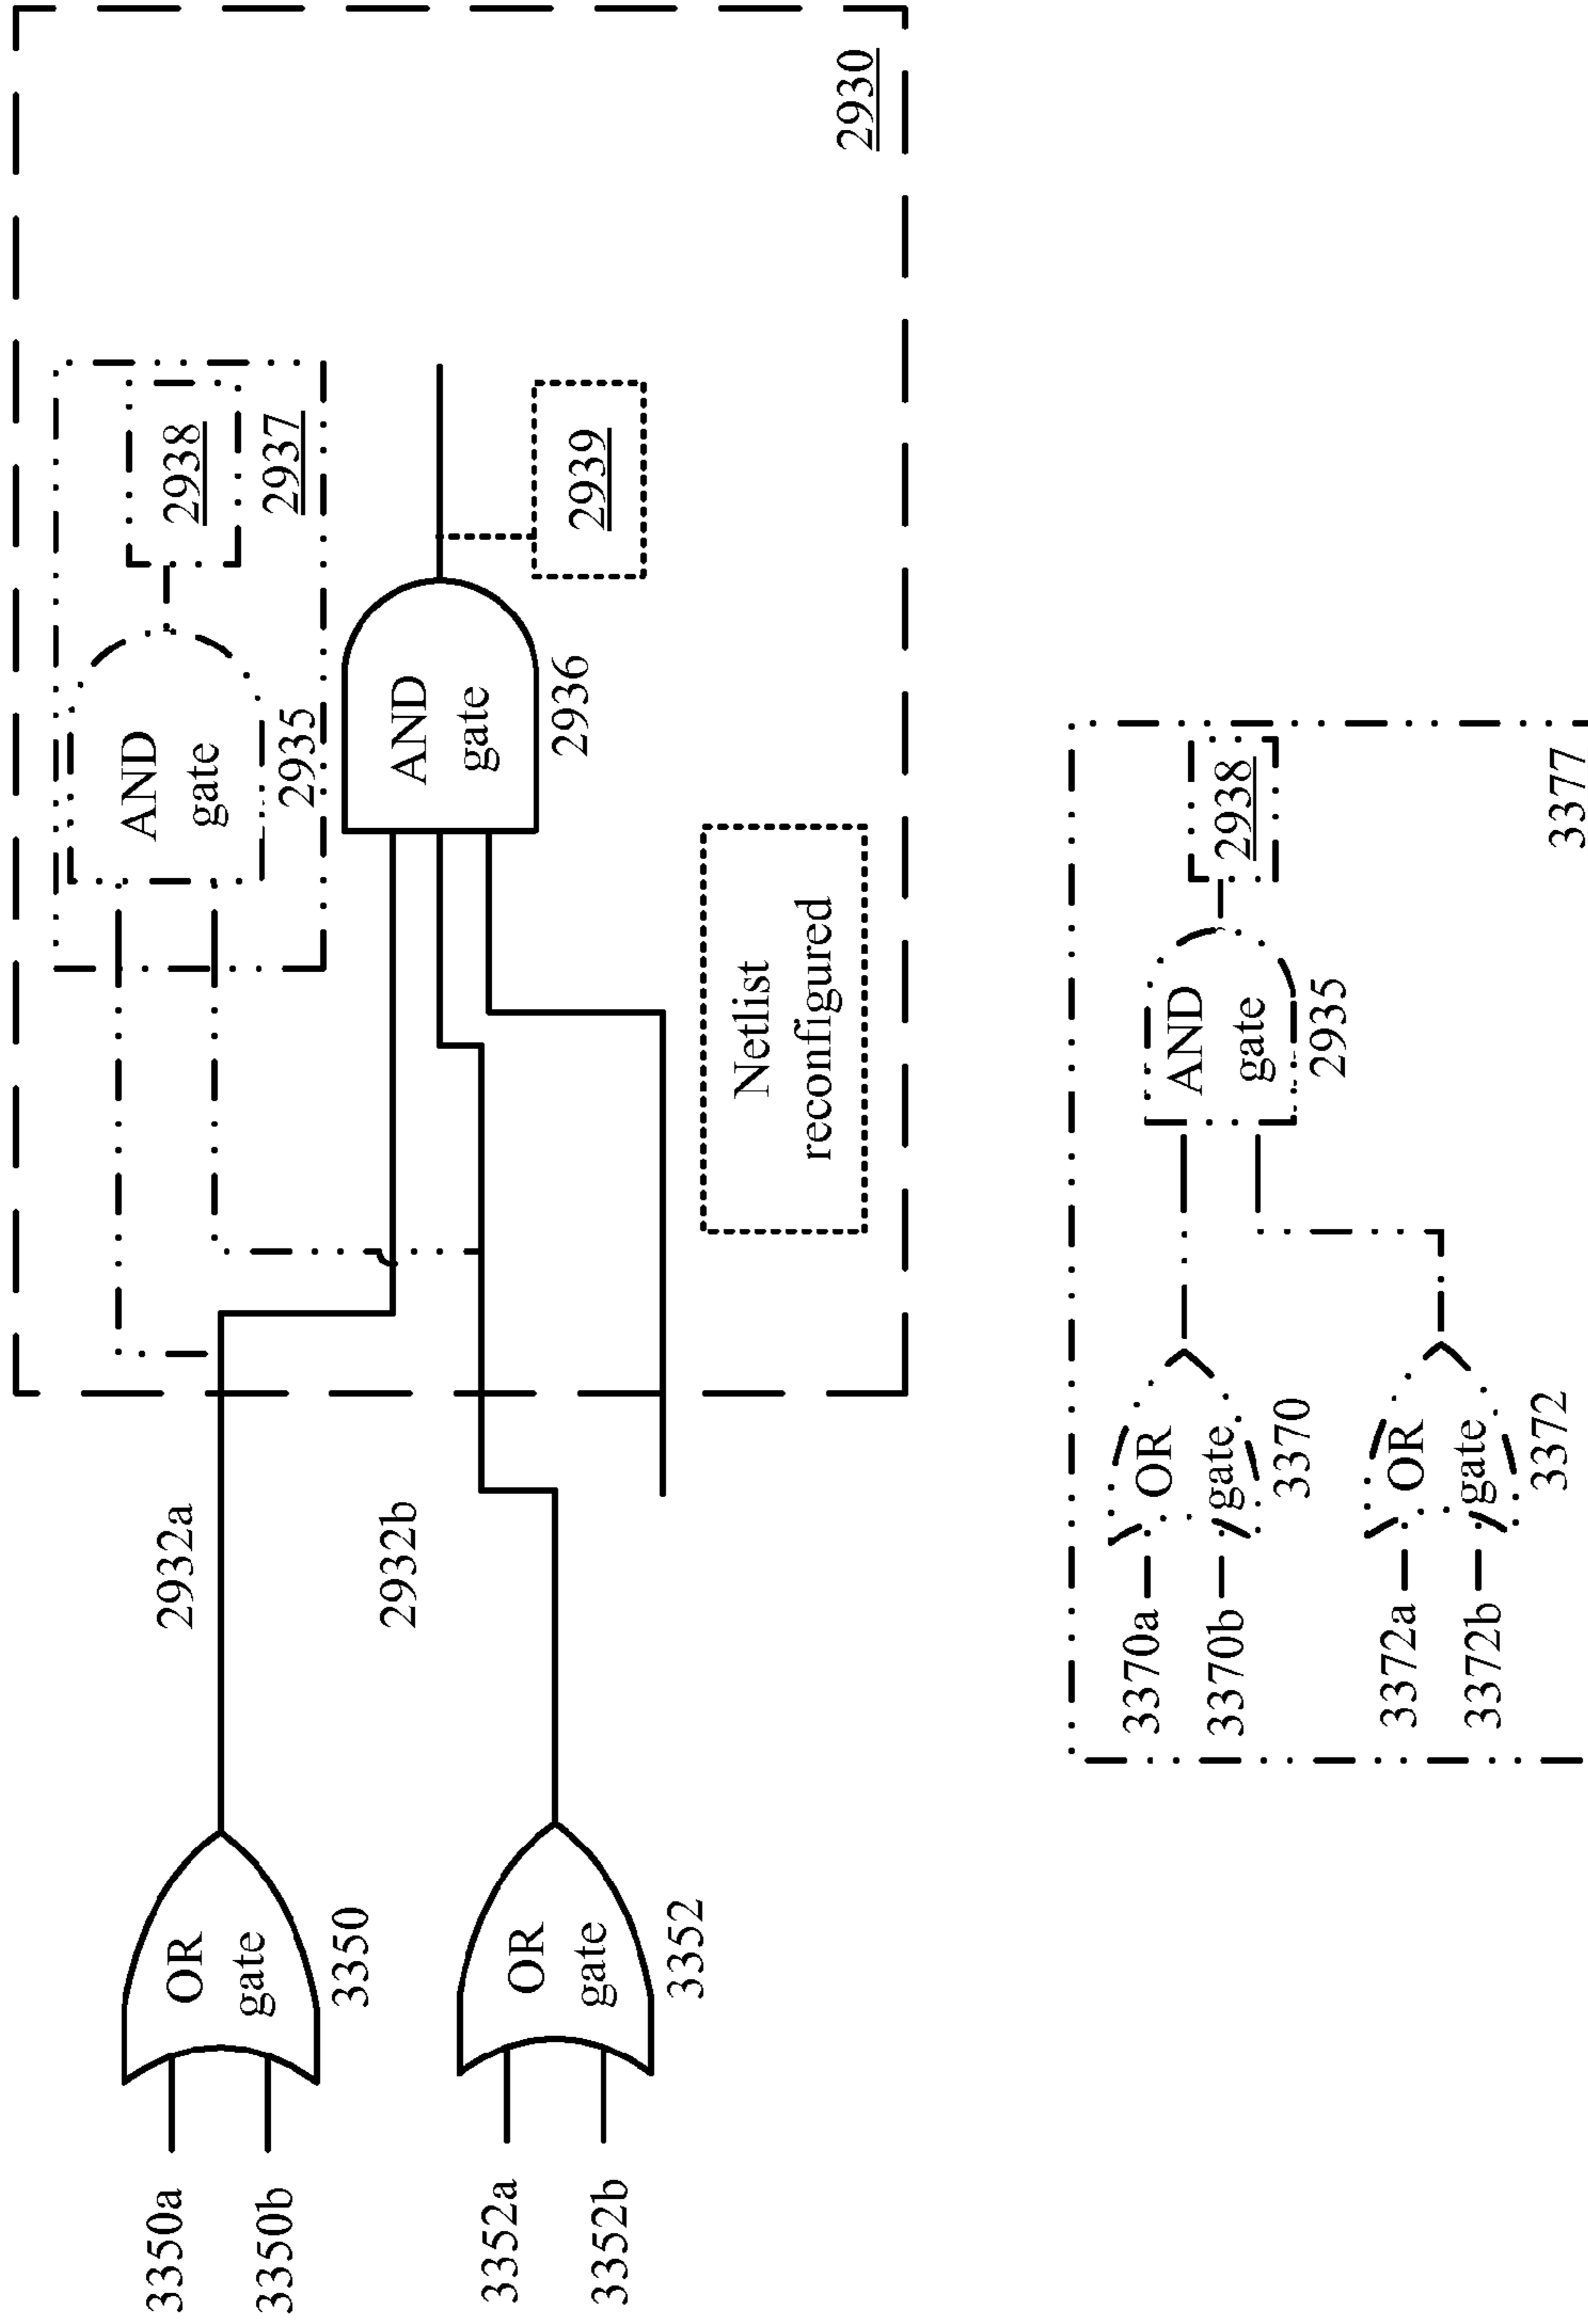 3350a
3350b
OR
gate
3350
2932a
AND
gate
2935
2938
2937
3352a
3352b
OR
gate
3352
2932b
AND
gate
2936
2939
Netlist
reconfigured
2930
3370a
3370b
OR
gate
3370
AND
gate
2935
2938
3372a
3372b
OR
gate
3372
3377